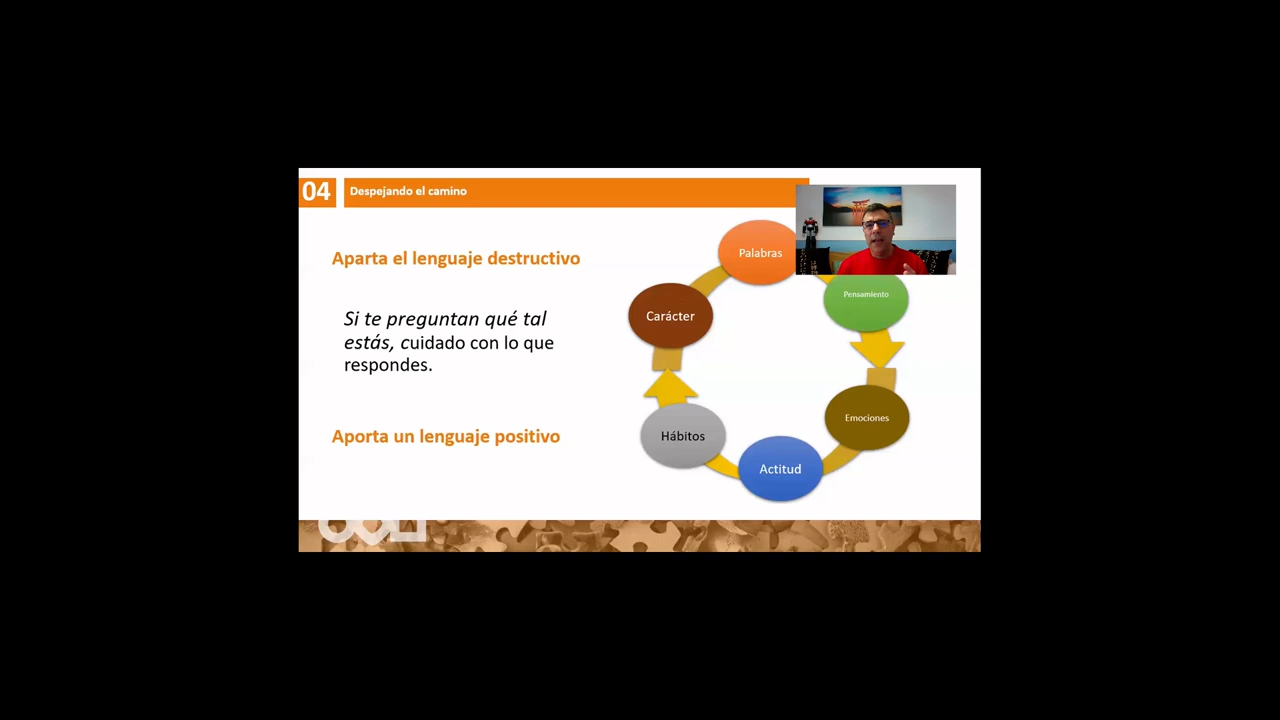 04
Despejando el camino
Aparta el lenguaje destructivo
Si te preguntan qué tal
estás, cuidado con lo que
respondes.
Aporta un lenguaje positivo
Palabras
Pensamiento
Emociones
Actitud
Hábitos
Carácter